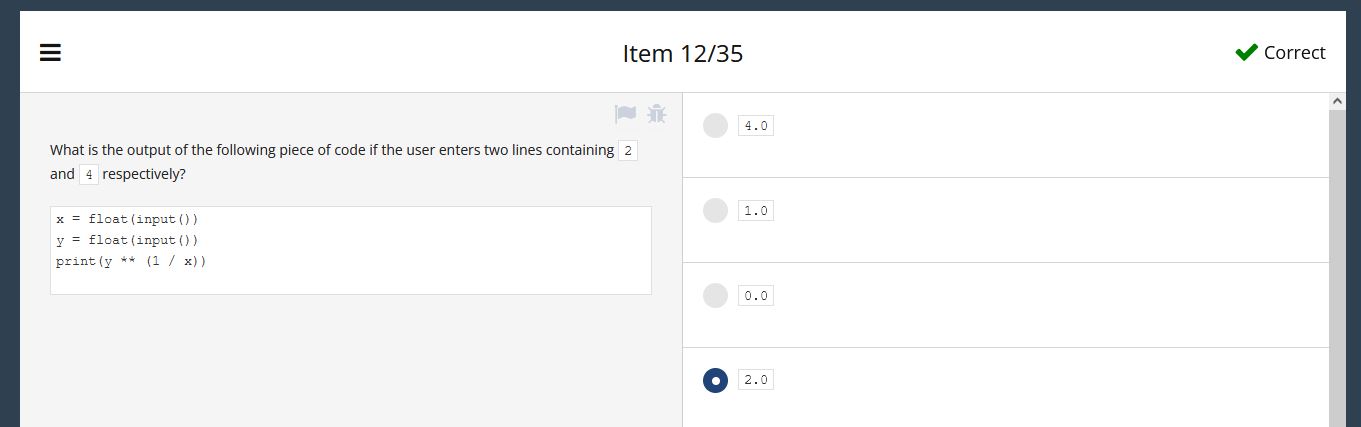 Item 12/35
Correct
What is the output of the following piece of code if the user enters two lines containing 2
and 4 respectively?
x = float(input())
y = float(input())
print(y ** (1 / x))
4.0
1.0
0.0
2.0